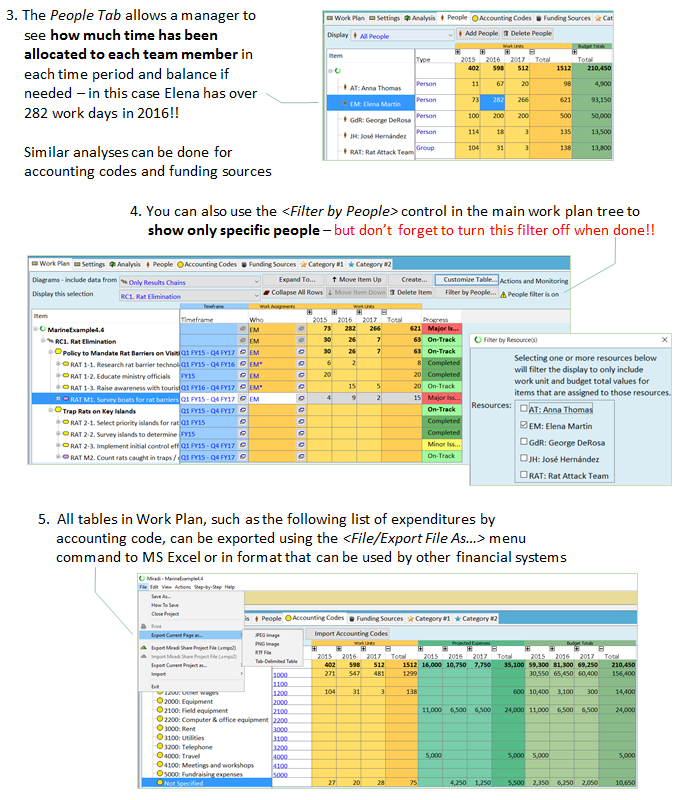 3. The People Tab allows a manager to
see how much time has been
allocated to each team member in
each time period and balance if
needed – in this case Elena has over
282 work days in 2016!!
Similar analyses can be done for
accounting codes and funding sources
Work Plan Settings Analysis People Accounting Codes Funding Sources Cat
Display All People Add People Delete People
Work Units Budget Totals
Item Type 2015 2016 2017 Total Total
402 598 512 1512 210,450
AT: Anna Thomas Person 11 67 20 98 4,900
EM: Elena Martin Person 73 282 266 621 93,150
GdR: George DeRosa Person 100 200 200 500 50,000
JH: José Hernández Person 114 18 3 135 13,500
RAT: Rat Attack Team Group 104 31 3 138 13,800
4. You can also use the <Filter by People> control in the main work plan tree to
show only specific people – but don’t forget to turn this filter off when done!!
Work Plan Settings Analysis People Accounting Codes Funding Sources Category #1 Category #2
Diagrams - include data from Only Results Chains Expand To... Move Item Up Create... Customize Table... Actions and Monitoring
Display this selection RC1. Rat Elimination Collapse All Rows Move Item Down Delete Item Filter by People... People filter is on
Timeframe Work Assignments Work Units
Item Timeframe Who 2015 2016 2017 Total Progress
MarineExample4.4 EM 73 282 266 621 Major Is...
RC1. Rat Elimination EM 30 26 7 63 On-Track
Policy to Mandate Rat Barriers on Visiti Q1 FY15 - Q4 FY17 EM 30 26 7 63 On-Track
RAT 1-1. Research rat barrier technol Q1 FY15 - Q4 FY16 EM* 6 2 8 Completed
RAT 1-2. Educate ministry officials FY15 EM 20 20 Completed
RAT 1-3. Raise awareness with tourist Q1 FY16 - Q4 FY17 EM* 15 5 20 On-Track
RAT M1. Survey boats for rat barriers Q1 FY15 - Q4 FY17 EM 4 9 2 15 Major Iss...
Trap Rats on Key Islands Q1 FY15 - Q4 FY17 On-Track
RAT 2-1. Select priority islands for rat Q1 FY15 Completed
RAT 2-2. Survey islands to determine FY15 Completed
RAT 2-3. Implement initial control eff Q1 FY15 - Q4 FY17 Minor Iss...
RAT M2. Count rats caught in traps / Q1 FY15 - Q4 FY17 On-Track
Filter by Resource(s)
Selecting one or more resources below
will filter the display to only include
work unit and budget total values for
items that are assigned to those resources.
Resources: AT: Anna Thomas
EM: Elena Martin
GdR: George DeRosa
JH: José Hernández
RAT: Rat Attack Team
5. All tables in Work Plan, such as the following list of expenditures by
accounting code, can be exported using the <File/Export File As...> menu
command to MS Excel or in format that can be used by other financial systems
Miradi - MarineExample4.4
File Edit View Actions Step-by-Step Help
Save As...
How To Save
Close Project
Print
Export Current Page as...
Export Miradi Share Project File (.xmpz2)
Import Miradi Share Project File (.xmpz2)
Export Current Project as...
Import
Exit
JPEG Image
PNG Image
RTF File
Tab-Delimited Table
is People Accounting Codes Funding Sources Category #1 Category #2
Import Accounting Codes
Work Units Projected Expenses Budget Totals
2015 2016 2017 Total 2015 2016 2017 Total 2015 2016 2017 Total
402 598 512 1512 16,000 10,750 7,750 35,100 59,300 81,300 69,250 210,450
1000 271 547 481 1299 30,550 65,450 60,400 156,400
1100
1200: Other wages 1200 104 31 3 138 600 10,400 3,100 300 14,400
2000: Equipment 2000
2100: Field equipment 2100 11,000 6,500 6,500 24,000 11,000 6,500 6,500 24,000
2200: Computer & office equipment 2200
3000: Rent 3000
3100: Utilities 3100
3200: Telephone 3200
4000: Travel 4000 5,000 5,000 5,000 5,000
4100: Meetings and workshops 4100
5000: Fundraising expenses 5000
Not Specified 27 20 28 75 4,250 1,250 5,500 2,350 6,250 2,050 10,650